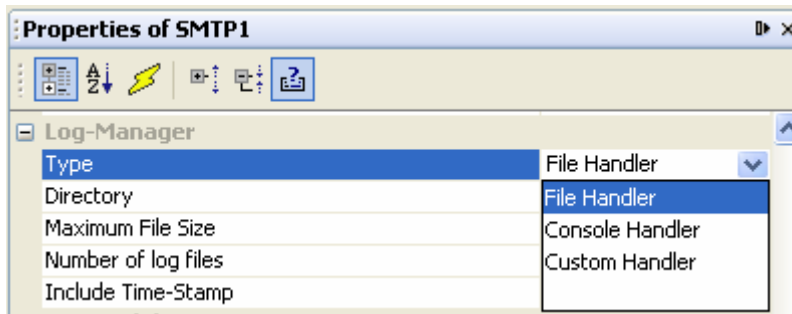 Properties of SMTP1
Log-Manager
Type File Handler
Directory File Handler
Maximum File Size Console Handler
Number of log files Custom Handler
Include Time-Stamp